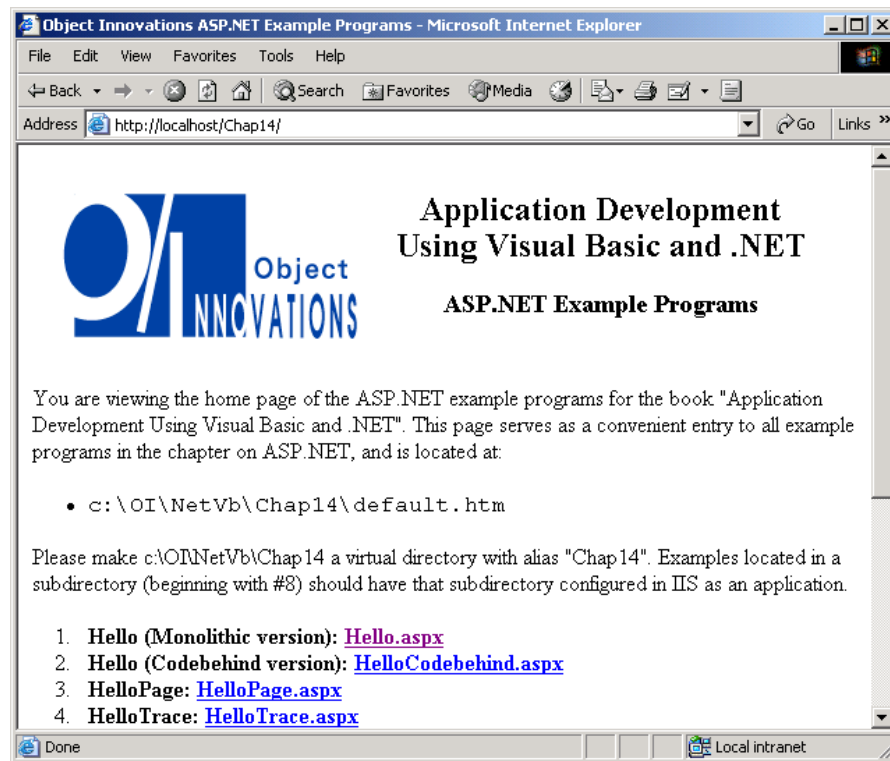 Object Innovations ASP.NET Example Programs - Microsoft Internet Explorer
File Edit View Favorites Tools Help
Back Search Favorites Media
Address http://localhost/Chap14/ Go Links »
O/I Object
INNOVATIONS
Application Development
Using Visual Basic and .NET
ASP.NET Example Programs
You are viewing the home page of the ASP.NET example programs for the book "Application
Development Using Visual Basic and .NET". This page serves as a convenient entry to all example
programs in the chapter on ASP.NET, and is located at:
• c:\OI\NetVb\Chap14\default.htm
Please make c:\OI\NetVb\Chap14 a virtual directory with alias "Chap14". Examples located in a
subdirectory (beginning with #8) should have that subdirectory configured in IIS as an application.
1. Hello (Monolithic version): Hello.aspx
2. Hello (Codebehind version): HelloCodebehind.aspx
3. HelloPage: HelloPage.aspx
4. HelloTrace: HelloTrace.aspx
Done Local intranet